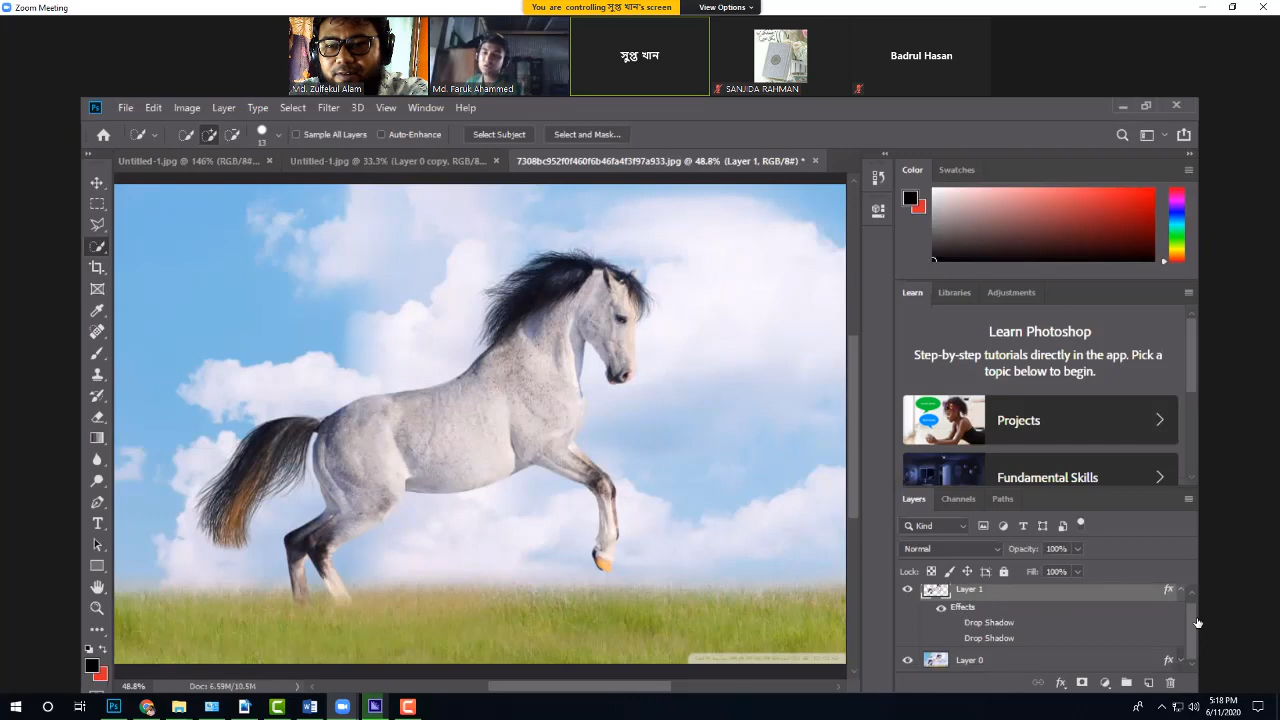 Zoom Meeting
You are controlling সুপ্ত খান's screen
View Options
Md. Zulfekul Alam
Md. Faruk Ahammed
সুপ্ত খান
SANJIDA RAHMAN
Badrul Hasan
Ps File Edit Image Layer Type Select Filter 3D View Window Help
13 Sample All Layers Auto-Enhance Select Subject Select and Mask...
Untitled-1.jpg @ 146% (RGB/8#... × Untitled-1.jpg @ 33.3% (Layer 0 copy, RGB/8... × 7308bc952f0f460f6b46fa4f3f97a933.jpg @ 48.8% (Layer 1, RGB/8#) * ×
Color Swatches
Learn Libraries Adjustments
Learn Photoshop
Step-by-step tutorials directly in the app. Pick a
topic below to begin.
Projects
Fundamental Skills
Layers Channels Paths
Kind
Normal Opacity: 100%
Lock: Fill: 100%
Layer 1 fx
Effects
Drop Shadow
Drop Shadow
Layer 0 fx
48.8% Doc: 6.59M/10.5M
5:18 PM
6/11/2020